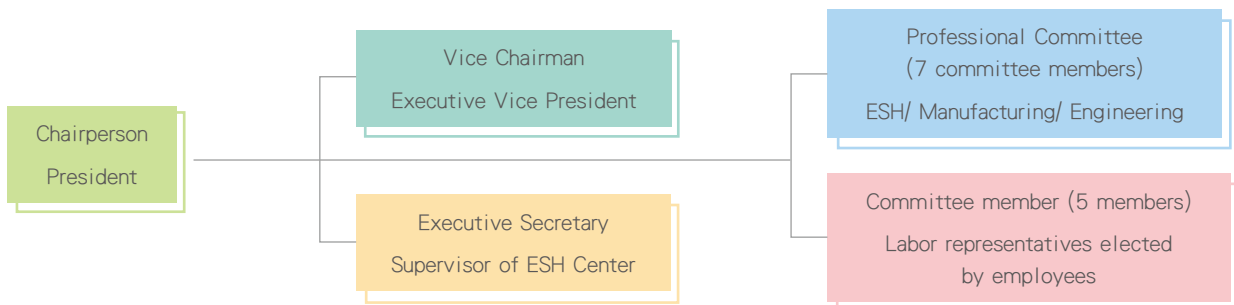 Chairperson
President
Vice Chairman
Executive Vice President
Executive Secretary
Supervisor of ESH Center
Professional Committee
(7 committee members)
ESH/ Manufacturing/ Engineering
Committee member (5 members)
Labor representatives elected
by employees